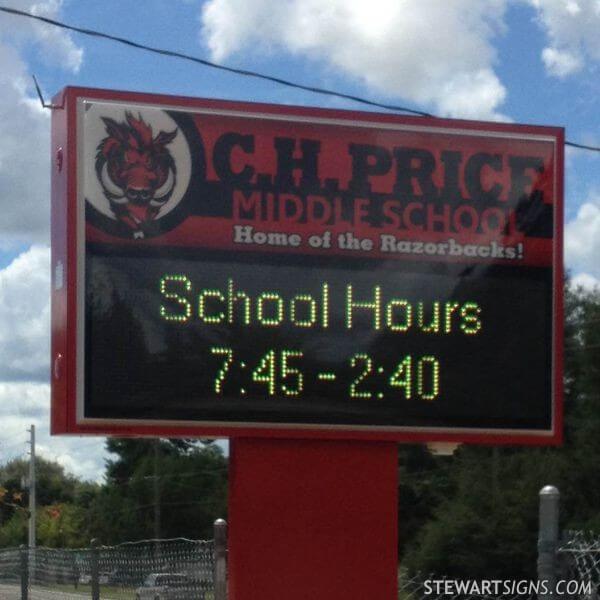 C.H. PRICE
MIDDLE SCHOOL
Home of the Razorbacks!
School Hours
7:45 - 2:40
STEWARTSIGNS.COM